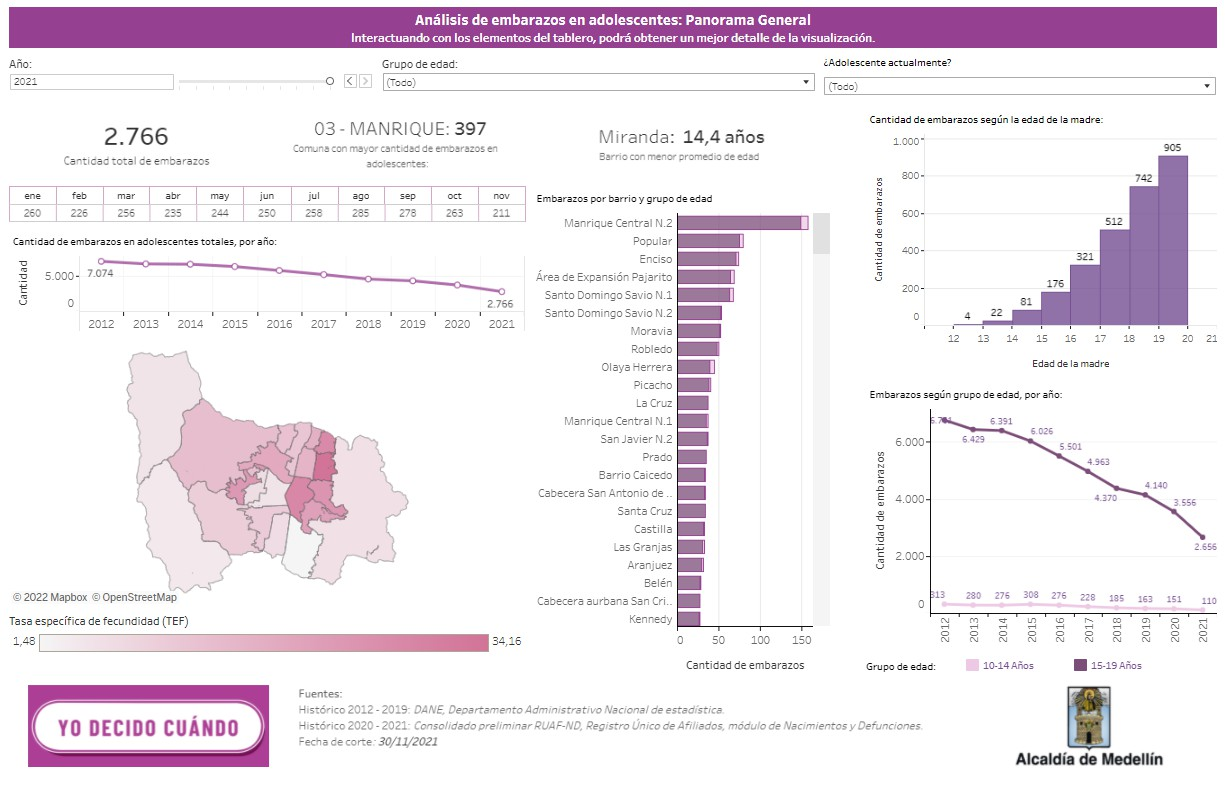 Análisis de embarazos en adolescentes: Panorama General
Interactuando con los elementos del tablero, podrá obtener un mejor detalle de la visualización.
Año:
2021
Grupo de edad:
(Todo)
¿Adolescente actualmente?
(Todo)
2.766
Cantidad total de embarazos
03 - MANRIQUE: 397
Comuna con mayor cantidad de embarazos en
adolescentes:
Miranda: 14,4 años
Barrio con menor promedio de edad
ene feb mar abr may jun jul ago sep oct nov
260 226 256 235 244 250 258 285 278 263 211
Cantidad de embarazos en adolescentes totales, por año:
Cantidad
5.000
0
7.074
2.766
2012 2013 2014 2015 2016 2017 2018 2019 2020 2021
© 2022 Mapbox © OpenStreetMap
Tasa específica de fecundidad (TEF)
1,48
34,16
Embarazos por barrio y grupo de edad
Manrique Central N.2
Popular
Enciso
Área de Expansión Pajarito
Santo Domingo Savio N.1
Santo Domingo Savio N.2
Moravia
Robledo
Olaya Herrera
Picacho
La Cruz
Manrique Central N.1
San Javier N.2
Prado
Barrio Caicedo
Cabecera San Antonio de ..
Santa Cruz
Castilla
Las Granjas
Aranjuez
Belén
Cabecera aurbana San Cri..
Kennedy
0 50 100 150
Cantidad de embarazos
Cantidad de embarazos según la edad de la madre:
Cantidad de embarazos
1.000
800
600
400
200
0
4 22 81 176 321 512 742 905
12 13 14 15 16 17 18 19 20 21
Edad de la madre
Embarazos según grupo de edad, por año:
Cantidad de embarazos
6.000
4.000
2.000
0
6.429 6.391 6.026 5.501 4.963 4.370 4.140 3.556 2.656
313 280 276 308 276 228 185 163 151 110
2012 2013 2014 2015 2016 2017 2018 2019 2020 2021
Grupo de edad:
10-14 Años
15-19 Años
YO DECIDO CUÁNDO
Fuentes:
Histórico 2012 - 2019: DANE, Departamento Administrativo Nacional de estadística.
Histórico 2020 - 2021: Consolidado preliminar RUAF-ND, Registro Único de Afiliados, módulo de Nacimientos y Defunciones.
Fecha de corte: 30/11/2021
Alcaldía de Medellín